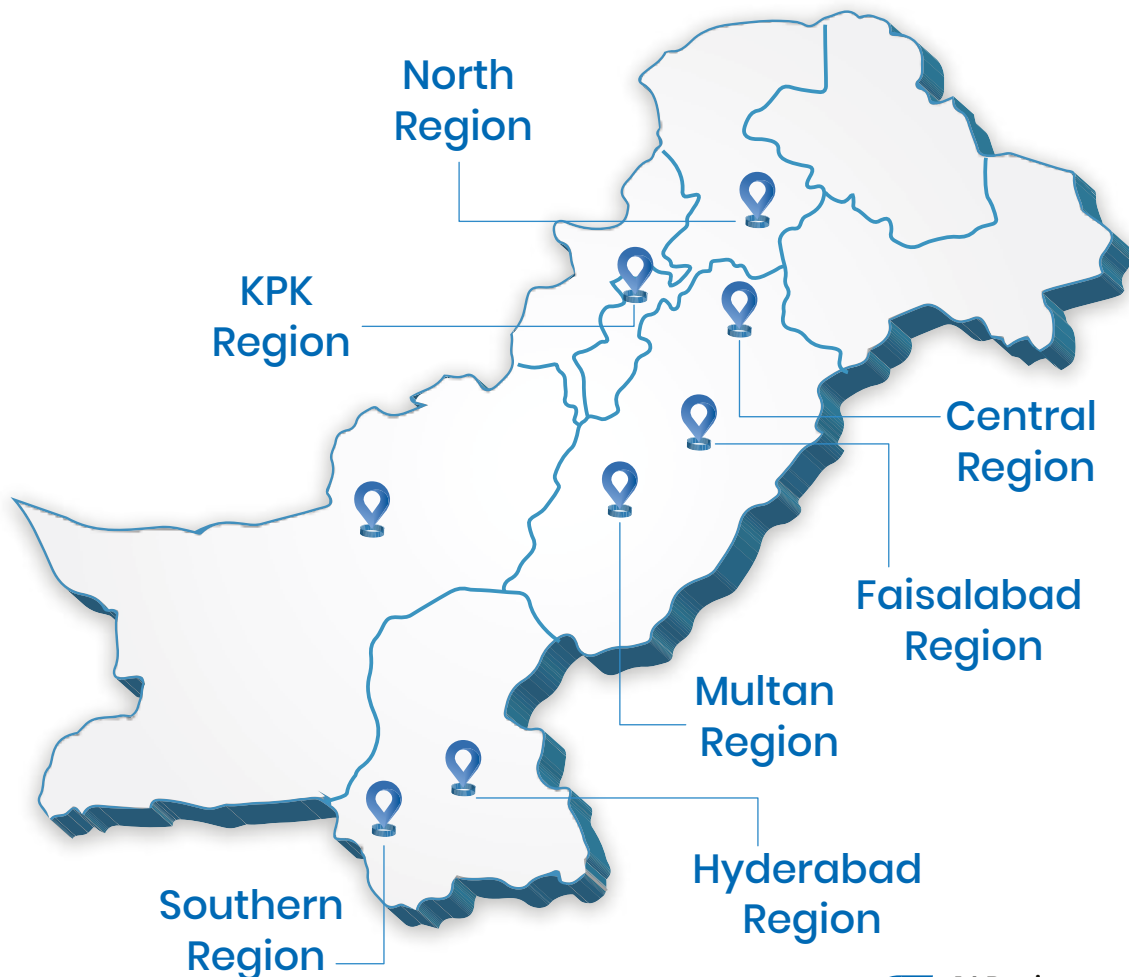 North
Region
KPK
Region
Central
Region
Faisalabad
Region
Multan
Region
Hyderabad
Region
Southern
Region